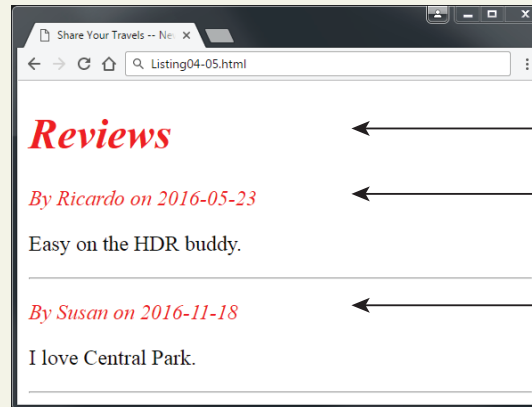 Share Your Travels -- Ne
Listing04-05.html
Reviews
By Ricardo on 2016-05-23
Easy on the HDR buddy.
By Susan on 2016-11-18
I love Central Park.